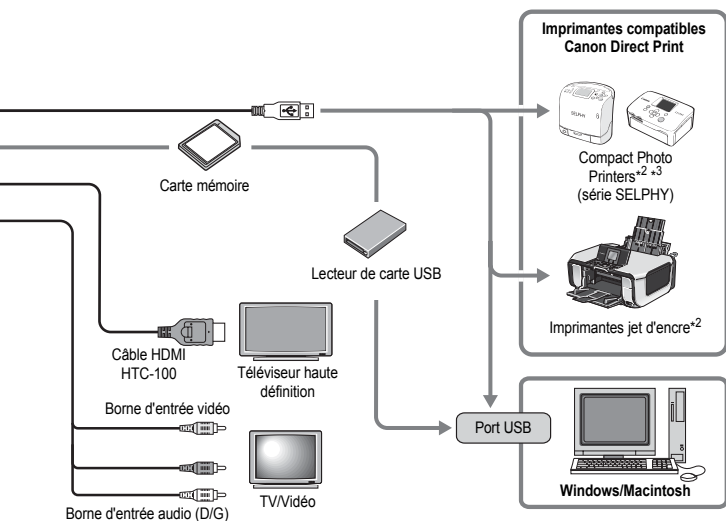 Imprimantes compatibles
Canon Direct Print
SELPHY
Compact Photo
Printers*2 *3
(série SELPHY)
Carte mémoire
Lecteur de carte USB
Imprimantes jet d'encre*2
Câble HDMI
HTC-100
Téléviseur haute
définition
Borne d'entrée vidéo
Port USB
TV/Vidéo
Windows/Macintosh
Borne d'entrée audio (D/G)